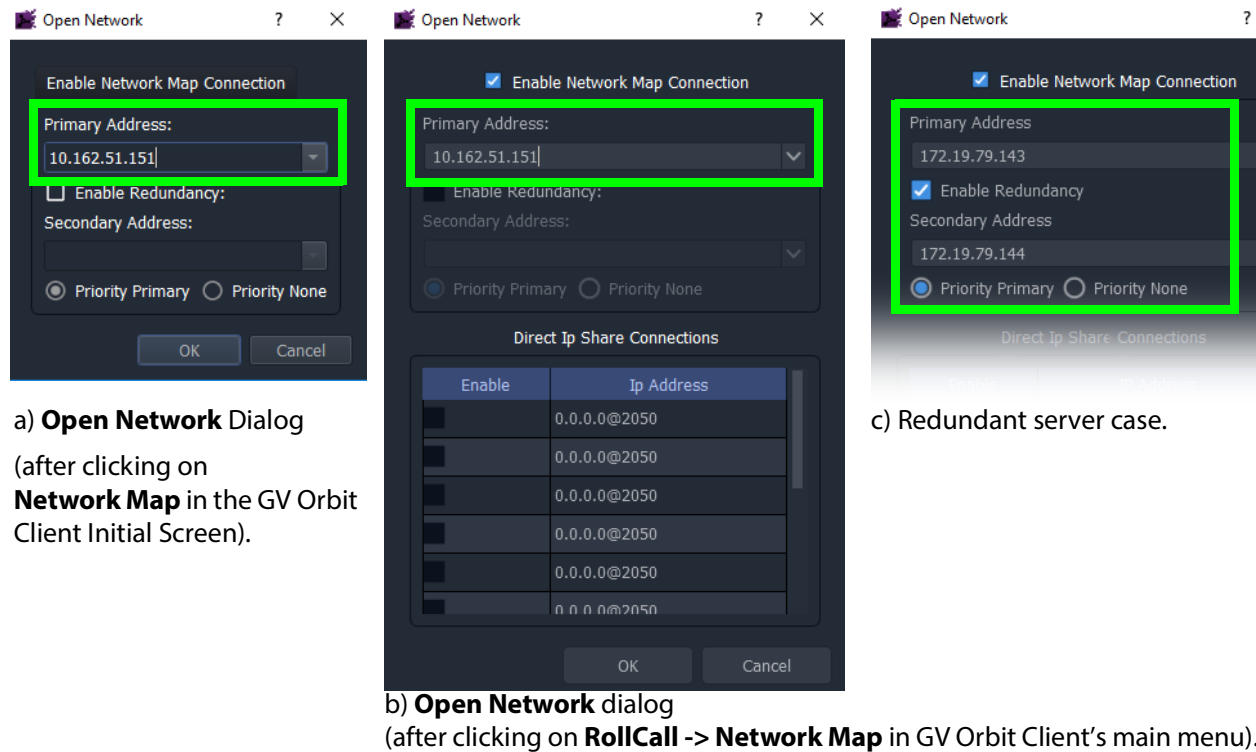 Open Network ? ×
Enable Network Map Connection
Primary Address:
10.162.51.151
Enable Redundancy:
Secondary Address:
Priority Primary Priority None
OK Cancel
a) Open Network Dialog
(after clicking on
Network Map in the GV Orbit
Client Initial Screen).
Open Network ? ×
Enable Network Map Connection
Primary Address:
10.162.51.151
Enable Redundancy:
Secondary Address:
Priority Primary Priority None
Direct Ip Share Connections
Enable Ip Address
0.0.0.0@2050
0.0.0.0@2050
0.0.0.0@2050
0.0.0.0@2050
0.0.0.0@2050
0.0.0.0@2050
OK Cancel
b) Open Network dialog
(after clicking on RollCall -> Network Map in GV Orbit Client’s main menu)
Open Network ?
Enable Network Map Connection
Primary Address
172.19.79.143
Enable Redundancy
Secondary Address
172.19.79.144
Priority Primary Priority None
Direct Ip Share Connections
c) Redundant server case.